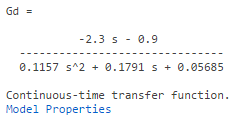 Gd =
-2.3 s - 0.9
-------------------------------
0.1157 s^2 + 0.1791 s + 0.05685
Continuous-time transfer function.
Model Properties